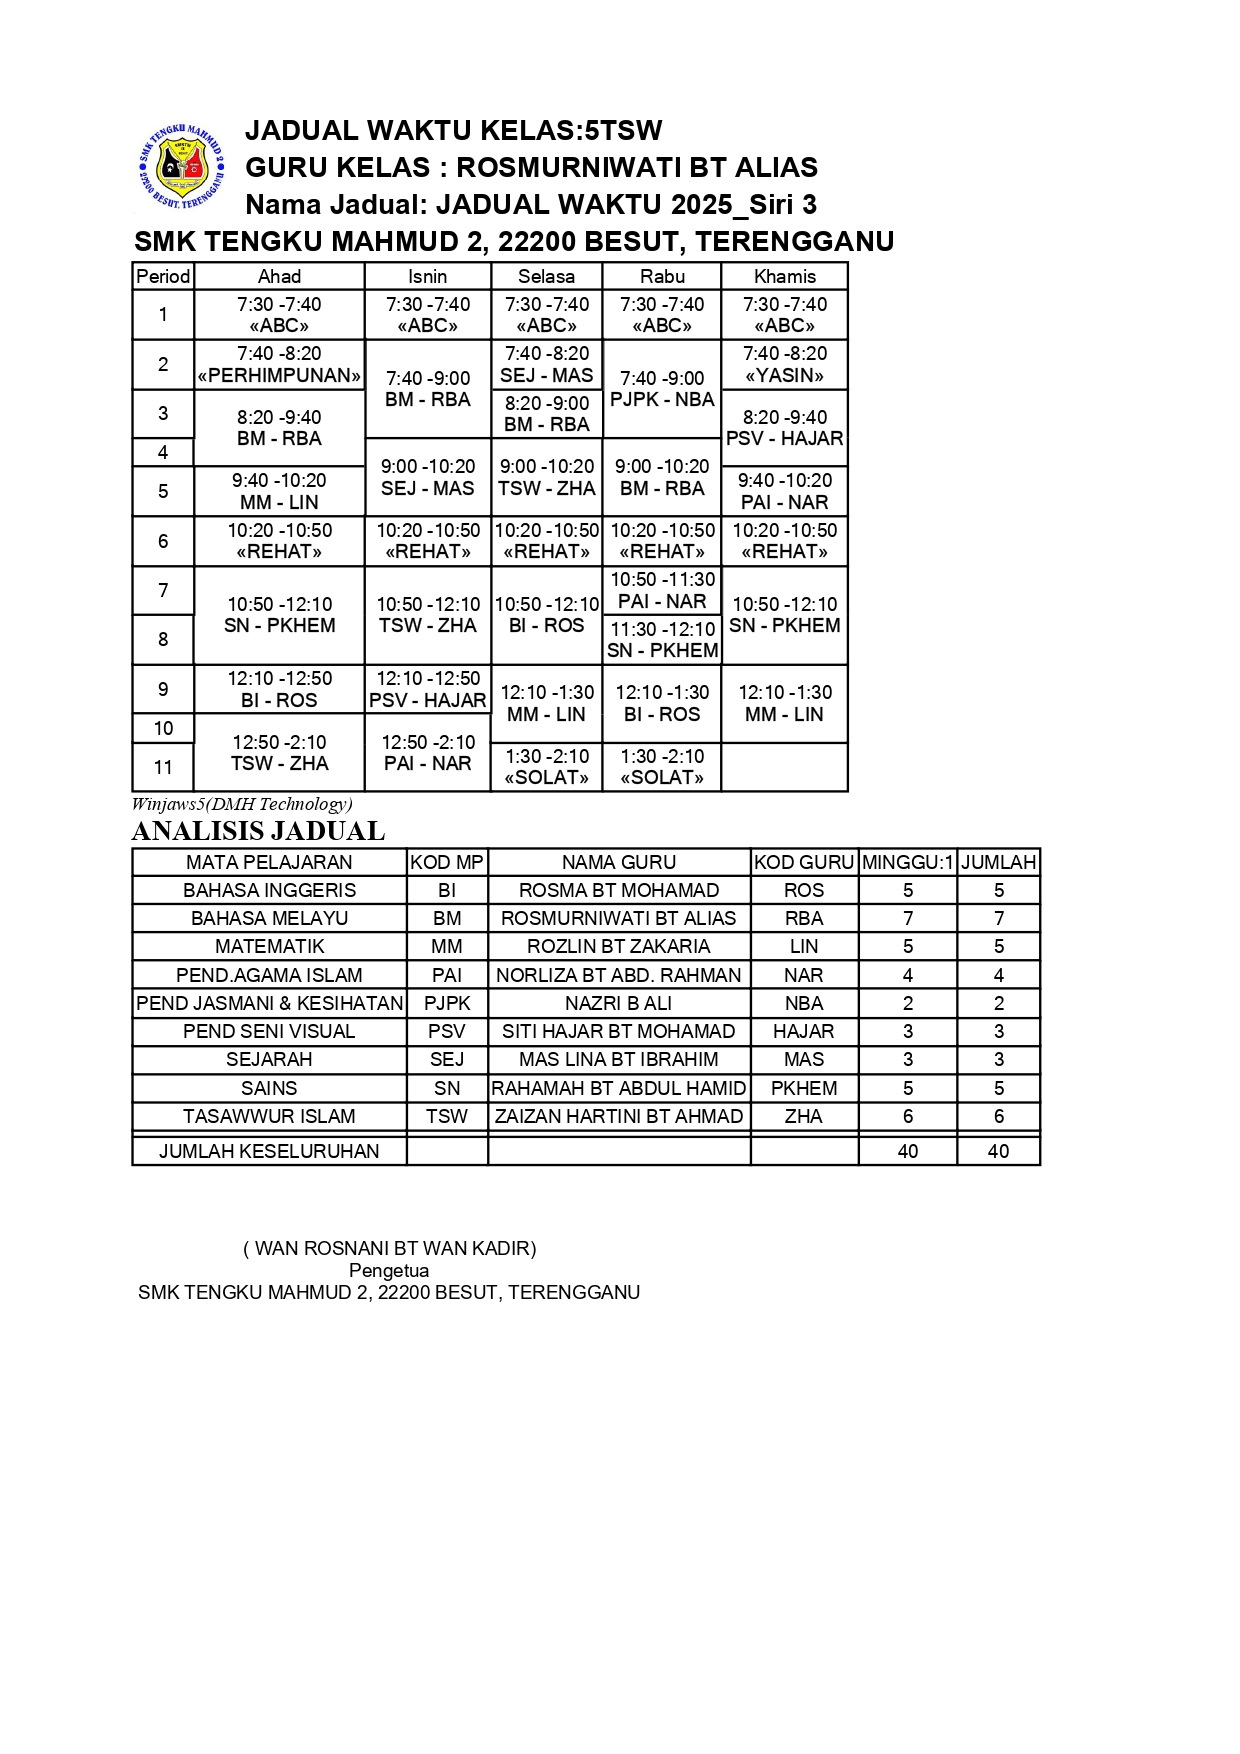 SMK TENGKU MAHMUD 2
27200 BESUT, TERENGGANU
JADUAL WAKTU KELAS:5TSW
GURU KELAS : ROSMURNIWATI BT ALIAS
Nama Jadual: JADUAL WAKTU 2025_Siri 3
SMK TENGKU MAHMUD 2, 22200 BESUT, TERENGGANU
Period Ahad Isnin Selasa Rabu Khamis
1
7:30 -7:40 7:30 -7:40 7:30 -7:40 7:30 -7:40 7:30 -7:40
«ABC» «ABC» «ABC» «ABC» «ABC»
2
7:40 -8:20
«PERHIMPUNAN»
7:40 -9:00
BM - RBA
7:40 -8:20
SEJ - MAS
7:40 -9:00
PJPK - NBA
7:40 -8:20
«YASIN»
3
8:20 -9:40
BM - RBA
8:20 -9:00
BM - RBA
8:20 -9:40
PSV - HAJAR
4
9:00 -10:20
SEJ - MAS
9:00 -10:20
TSW - ZHA
9:00 -10:20
BM - RBA
5
9:40 -10:20
MM - LIN
9:40 -10:20
PAI - NAR
6
10:20 -10:50 10:20 -10:50 10:20 -10:50 10:20 -10:50 10:20 -10:50
«REHAT» «REHAT» «REHAT» «REHAT» «REHAT»
7
10:50 -12:10
SN - PKHEM
10:50 -12:10
TSW - ZHA
10:50 -12:10
BI - ROS
10:50 -11:30
PAI - NAR
10:50 -12:10
SN - PKHEM
8
11:30 -12:10
SN - PKHEM
9
12:10 -12:50
BI - ROS
12:10 -12:50
PSV - HAJAR
12:10 -1:30
MM - LIN
12:10 -1:30
BI - ROS
12:10 -1:30
MM - LIN
10
12:50 -2:10
TSW - ZHA
12:50 -2:10
PAI - NAR
11
1:30 -2:10
«SOLAT»
1:30 -2:10
«SOLAT»
Winjaws5(DMH Technology)
ANALISIS JADUAL
MATA PELAJARAN KOD MP NAMA GURU KOD GURU MINGGU:1 JUMLAH
BAHASA INGGERIS BI ROSMA BT MOHAMAD ROS 5 5
BAHASA MELAYU BM ROSMURNIWATI BT ALIAS RBA 7 7
MATEMATIK MM ROZLIN BT ZAKARIA LIN 5 5
PEND.AGAMA ISLAM PAI NORLIZA BT ABD. RAHMAN NAR 4 4
PEND JASMANI & KESIHATAN PJPK NAZRI B ALI NBA 2 2
PEND SENI VISUAL PSV SITI HAJAR BT MOHAMAD HAJAR 3 3
SEJARAH SEJ MAS LINA BT IBRAHIM MAS 3 3
SAINS SN RAHAMAH BT ABDUL HAMID PKHEM 5 5
TASAWWUR ISLAM TSW ZAIZAN HARTINI BT AHMAD ZHA 6 6
JUMLAH KESELURUHAN 40 40
( WAN ROSNANI BT WAN KADIR)
Pengetua
SMK TENGKU MAHMUD 2, 22200 BESUT, TERENGGANU